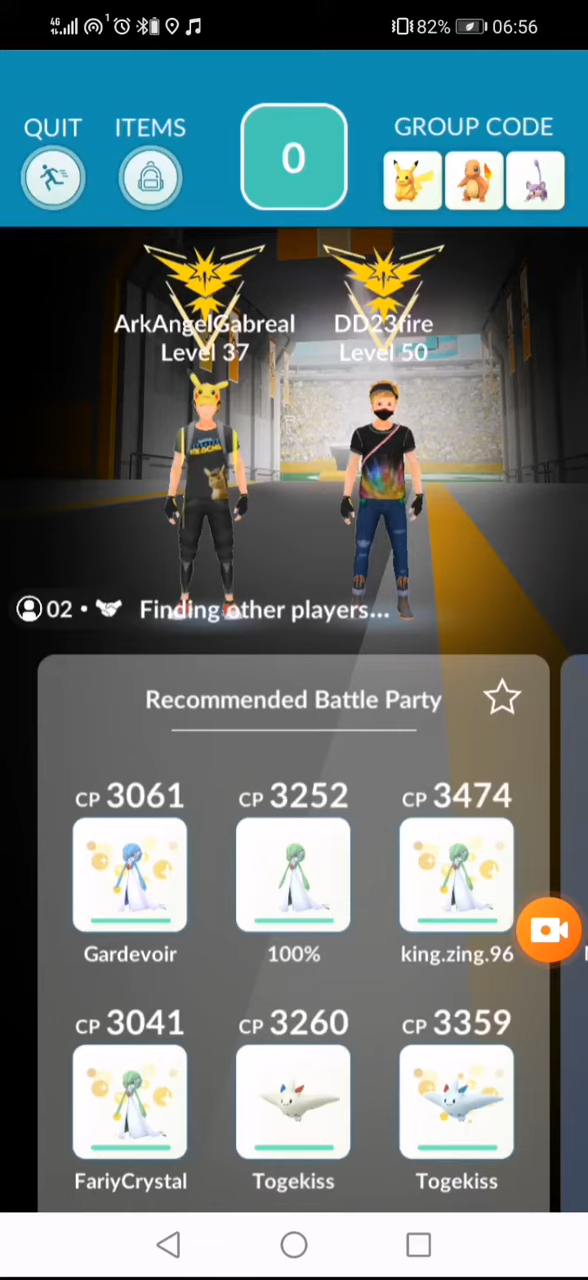 4G 1 82% 06:56
QUIT ITEMS 0 GROUP CODE
ArkAngelGabreal DD23fire
Level 37 Level 50
02 • Finding other players...
Recommended Battle Party
CP 3061 CP 3252 CP 3474
Gardevoir 100% king.zing.96
CP 3041 CP 3260 CP 3359
FariyCrystal Togekiss Togekiss